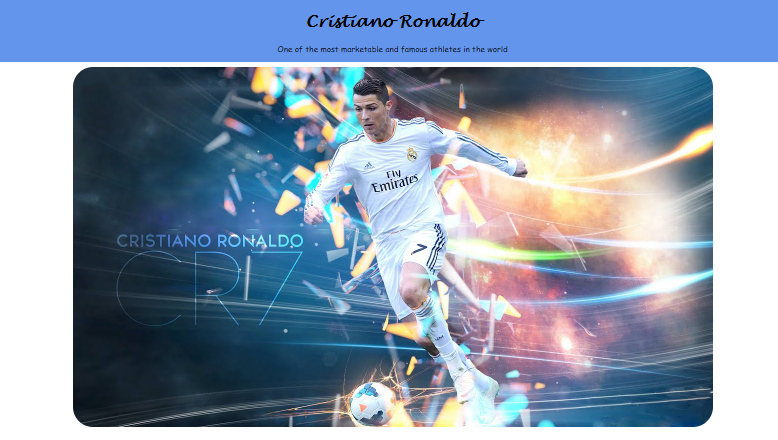 Cristiano Ronaldo
One of the most marketable and famous athletes in the world
CRISTIANO RONALDO
CR7
Fly
Emirates
7